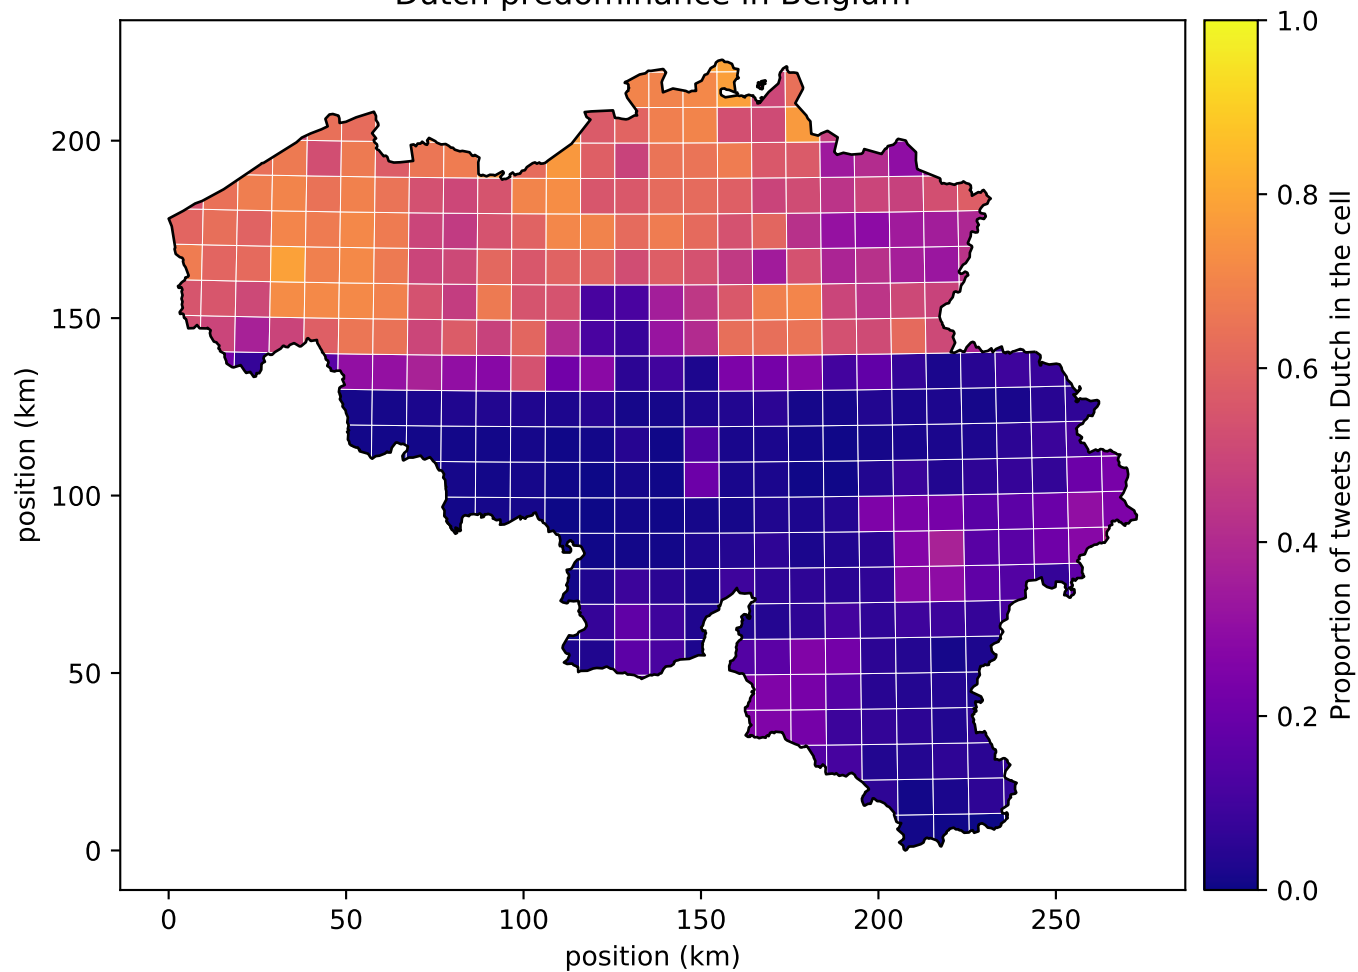 Dutch predominance in Belgium
200
150
100
50
0
position (km)
0 50 100 150 200 250
position (km)
1.0
0.8
0.6
0.4
0.2
0.0
Proportion of tweets in Dutch in the cell